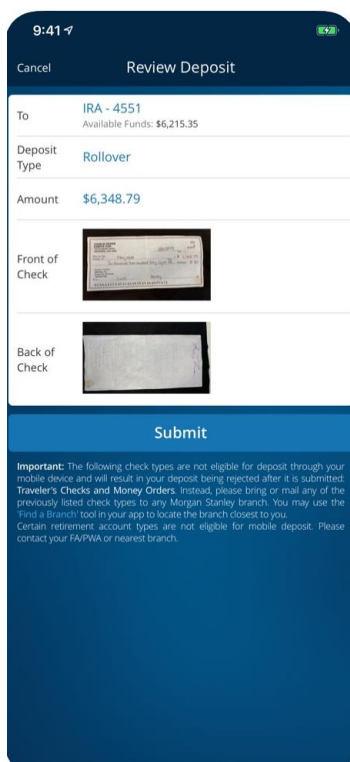 9:41
Cancel
Review Deposit
To
IRA - 4551
Available Funds: $6,215.35
Deposit
Type
Rollover
Amount
$6,348.79
Front of
Check
Back of
Check
Submit
Important: The following check types are not eligible for deposit through your
mobile device and will result in your deposit being rejected after it is submitted:
Traveler's Checks and Money Orders. Instead, please bring or mail any of the
previously listed check types to any Morgan Stanley branch. You may use the
'Find a Branch' tool in your app to locate the branch closest to you.
Certain retirement account types are not eligible for mobile deposit. Please
contact your FA/PWA or nearest branch.